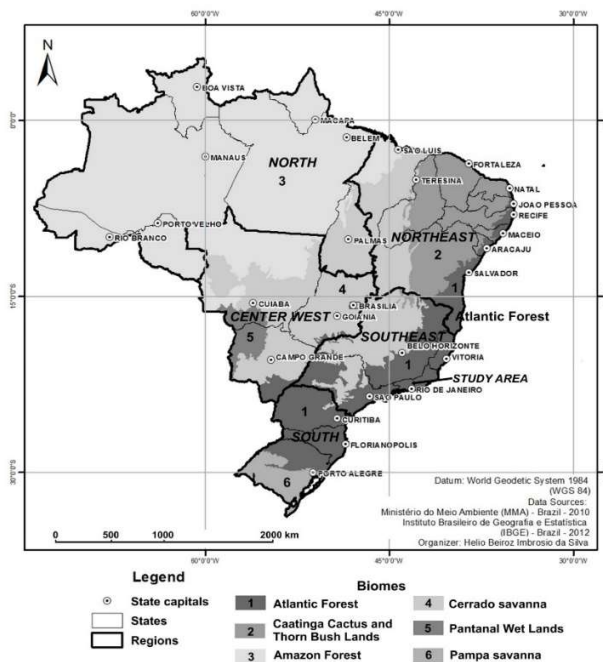 60°0'0"W
45°0'0"W
N
BOA VISTA
0°0'0"
MACAPA
BELEM
SAO LUIS
FORTALEZA
MANAUS
NORTH
3
TERESINA
NATAL
JOAO PESSOA
RECIFE
PORTO VELHO
NORTHEAST
MACEIO
RIO BRANCO
PALMAS
2
ARACAJU
SALVADOR
4
1
15°0'0"S
CUIABA
BRASILIA
GOIANIA
CENTER WEST
Atlantic Forest
SOUTHEAST
5
BELO HORIZONTE
VITORIA
CAMPO GRANDE
1
STUDY AREA
RIO DE JANEIRO
SAO PAULO
1
CURITIBA
SOUTH
FLORIANOPOLIS
30°0'0"S
PORTO ALEGRE
6
Datum: World Geodetic System 1984
(WGS 84)
Data Sources:
Ministério do Meio Ambiente (MMA) - Brazil - 2010
Instituto Brasileiro de Geografia e Estatística
(IBGE) - Brazil - 2012
Organizer: Helio Beiroz Imbrosio da Silva
0 500 1000 2000 km
60°0'0"W
45°0'0"W
Legend
State capitals
States
Regions
Biomes
1 Atlantic Forest
2 Caatinga Cactus and
Thorn Bush Lands
3 Amazon Forest
4 Cerrado savanna
5 Pantanal Wet Lands
6 Pampa savanna